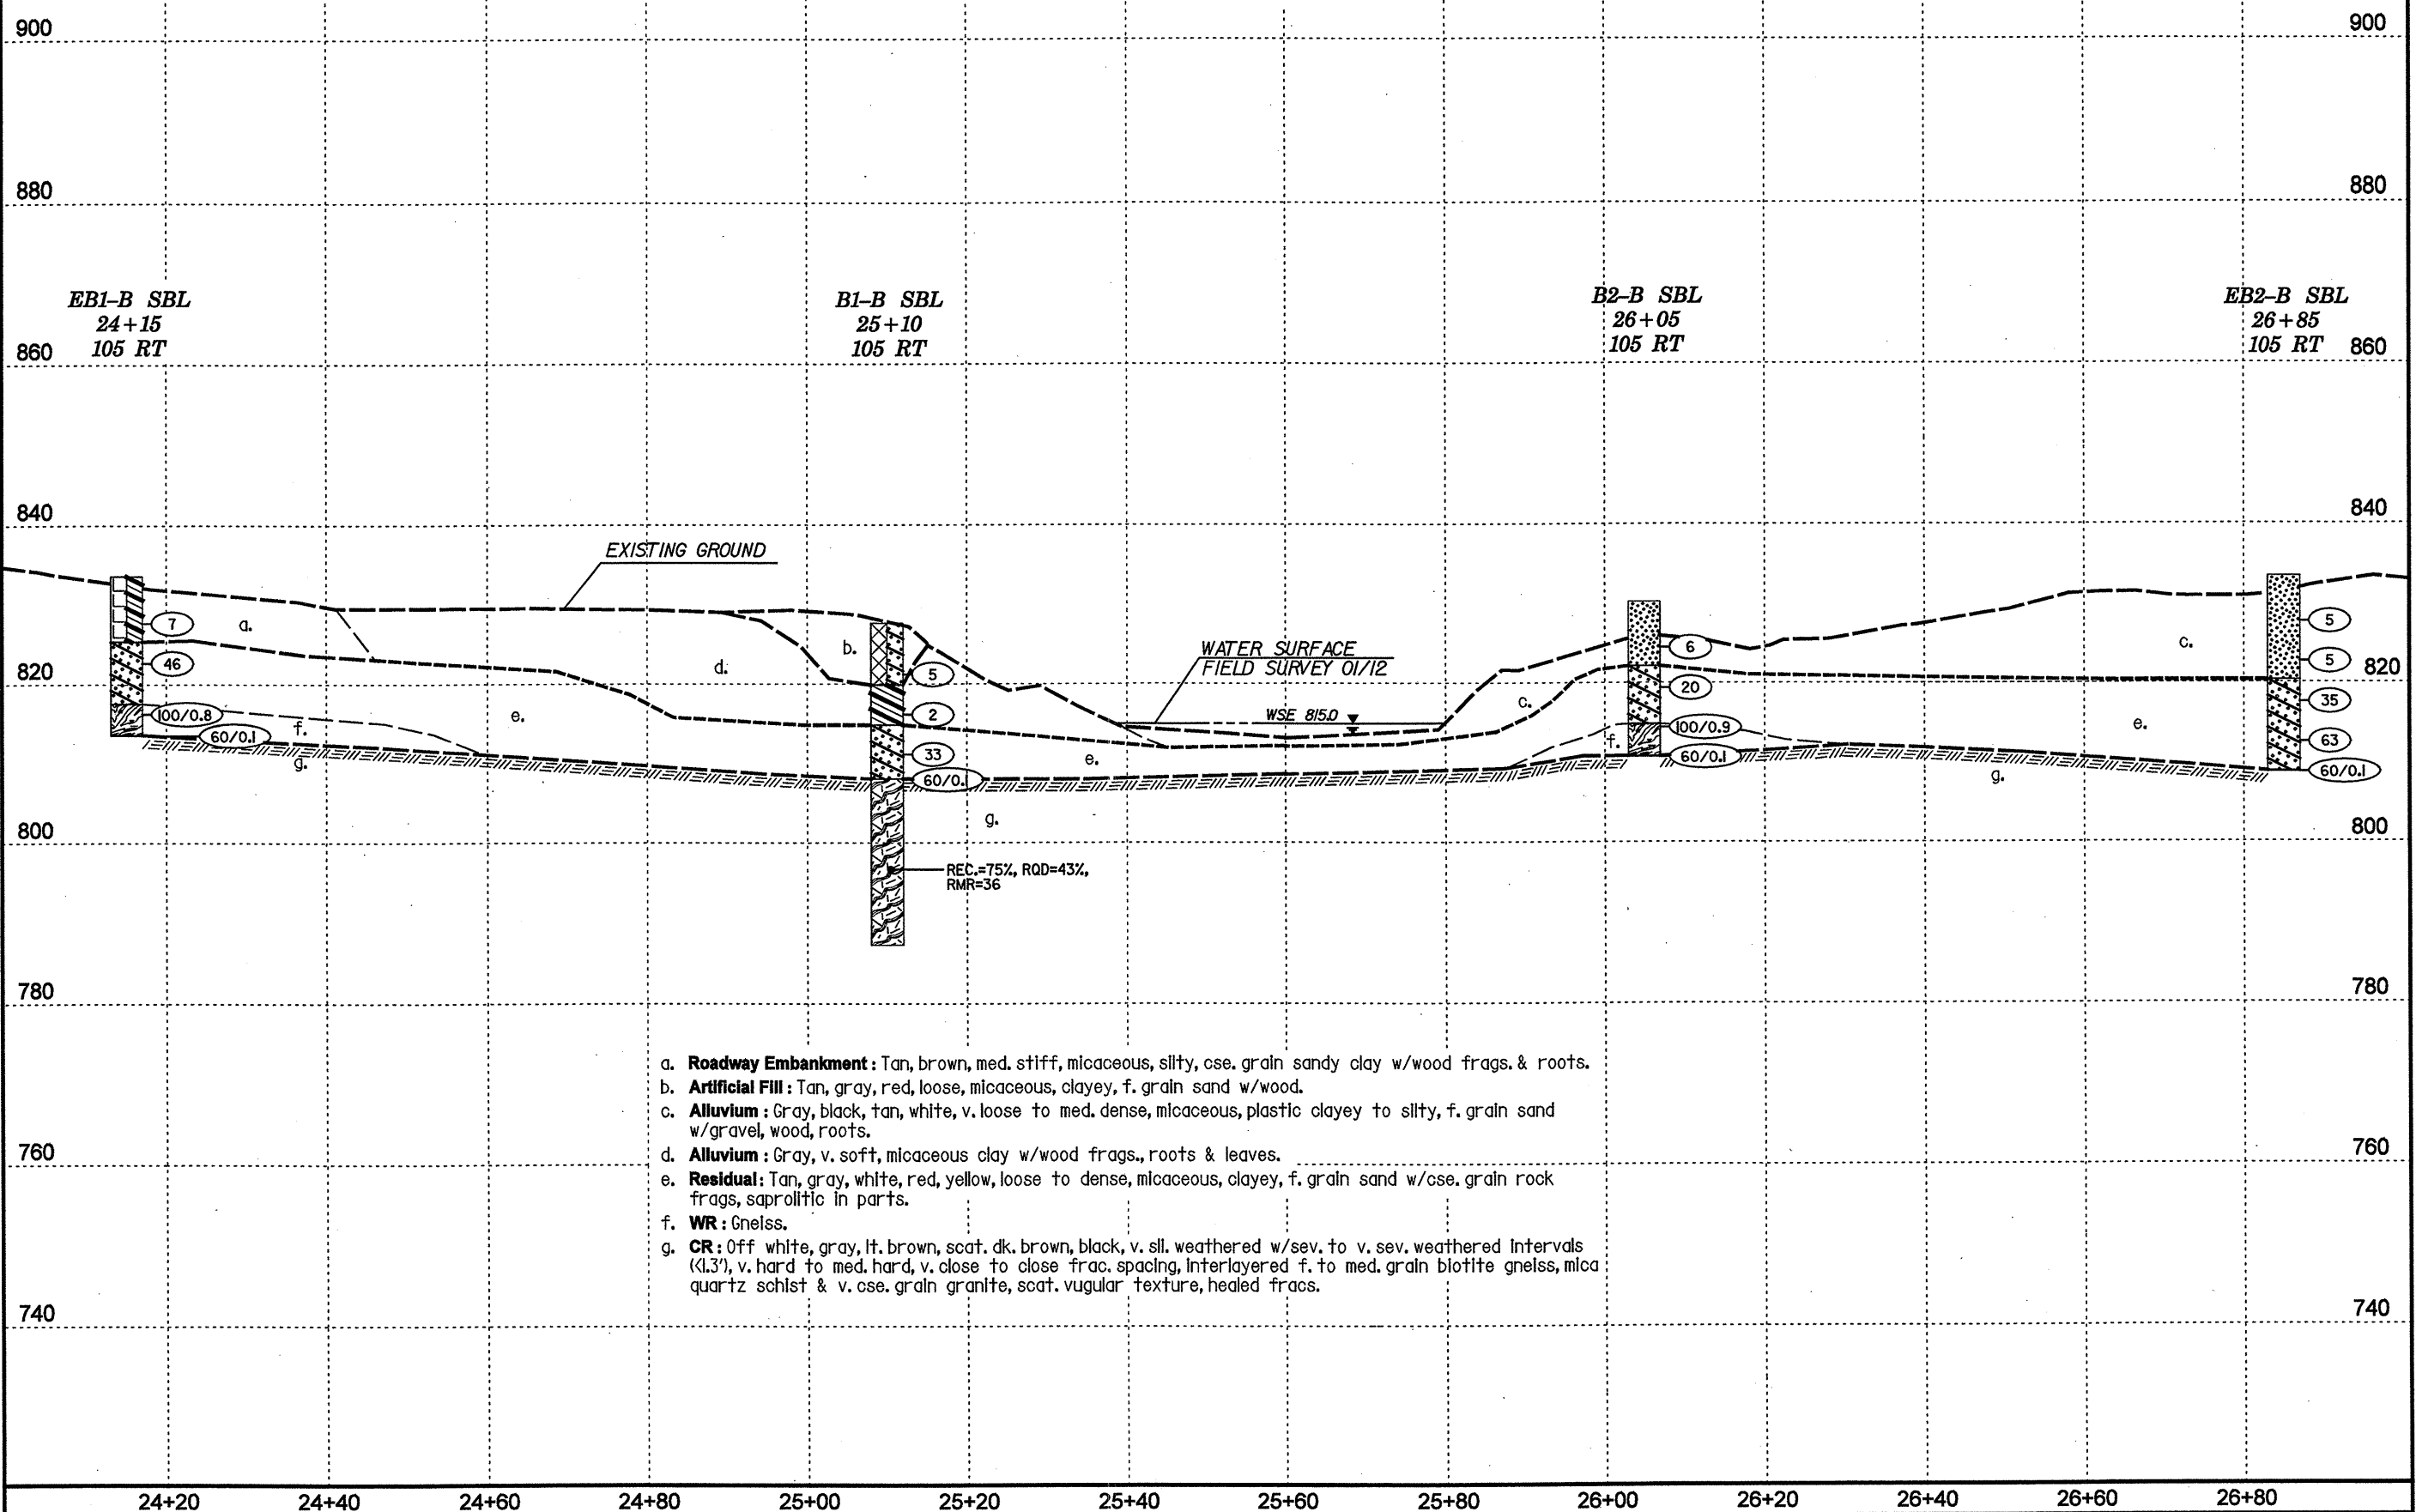 900 900
880 880
EB1-B SBL
24+15
105 RT
B1-B SBL
25+10
105 RT
B2-B SBL
26+05
105 RT
EB2-B SBL
26+85
105 RT
860 860
840 840
EXISTING GROUND
WATER SURFACE
FIELD SURVEY 01/12
WSE 815.0
820 820
7
46
100/0.8
60/0.1
a.
f.
g.
e.
d.
b.
5
2
33
60/0.1
e.
g.
c.
f.
6
20
100/0.9
60/0.1
c.
e.
g.
5
5
35
63
60/0.1
800 800
REC.=75%, RQD=43%,
RMR=36
780 780
a. Roadway Embankment: Tan, brown, med. stiff, micaceous, silty, cse. grain sandy clay w/wood frags. & roots.
b. Artificial Fill: Tan, gray, red, loose, micaceous, clayey, f. grain sand w/wood.
c. Alluvium: Gray, black, tan, white, v. loose to med. dense, micaceous, plastic clayey to silty, f. grain sand
w/gravel, wood, roots.
760 760
d. Alluvium: Gray, v. soft, micaceous clay w/wood frags., roots & leaves.
e. Residual: Tan, gray, white, red, yellow, loose to dense, micaceous, clayey, f. grain sand w/cse. grain rock
frags, saprolitic in parts.
f. WR: Gneiss.
g. CR: Off white, gray, lt. brown, scat. dk. brown, black, v. sli. weathered w/sev. to v. sev. weathered intervals
(<1.3'), v. hard to med. hard, v. close to close frac. spacing, interlayered f. to med. grain biotite gneiss, mica
quartz schist & v. cse. grain granite, scat. vugular texture, healed fracs.
740 740
24+20 24+40 24+60 24+80 25+00 25+20 25+40 25+60 25+80 26+00 26+20 26+40 26+60 26+80